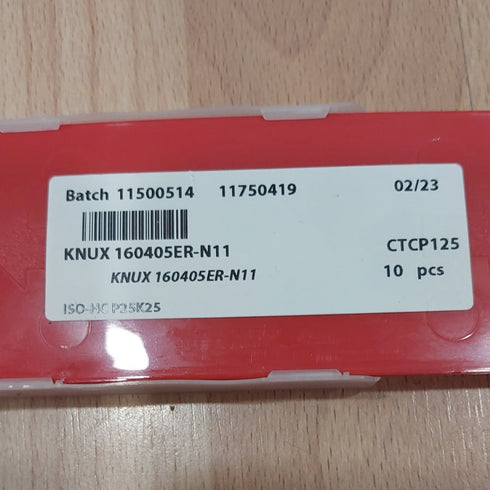 Batch 11500514 11750419 02/23
KNUX 160405ER-N11 CTCP125
KNUX 160405ER-N11 10 pcs
ISO-HC P25K25